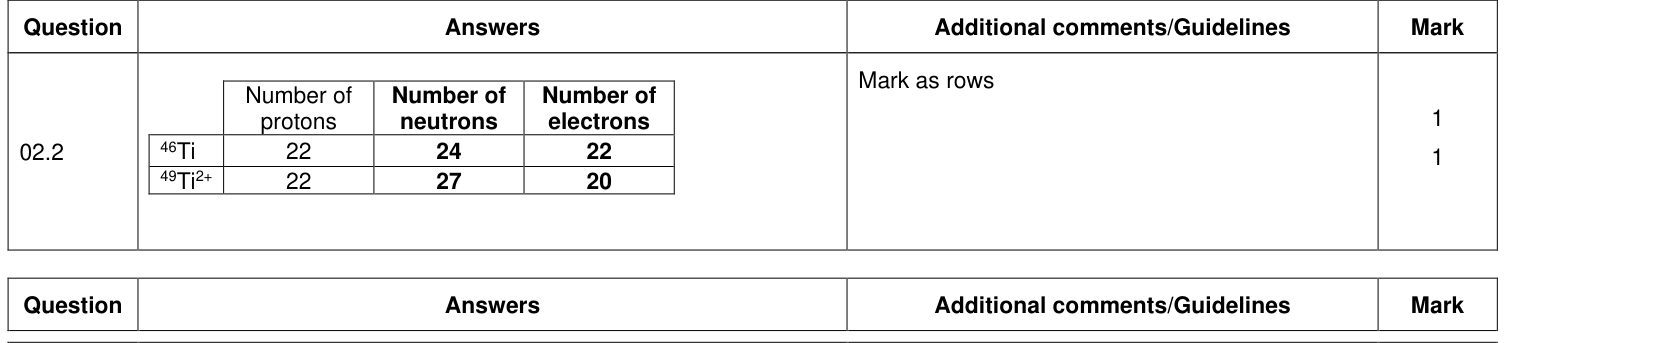 Question Answers Additional comments/Guidelines Mark
Mark as rows
Number of protons Number of neutrons Number of electrons
1
⁴⁶Ti 22 24 22
02.2 1
⁴⁹Ti²⁺ 22 27 20
Question Answers Additional comments/Guidelines Mark